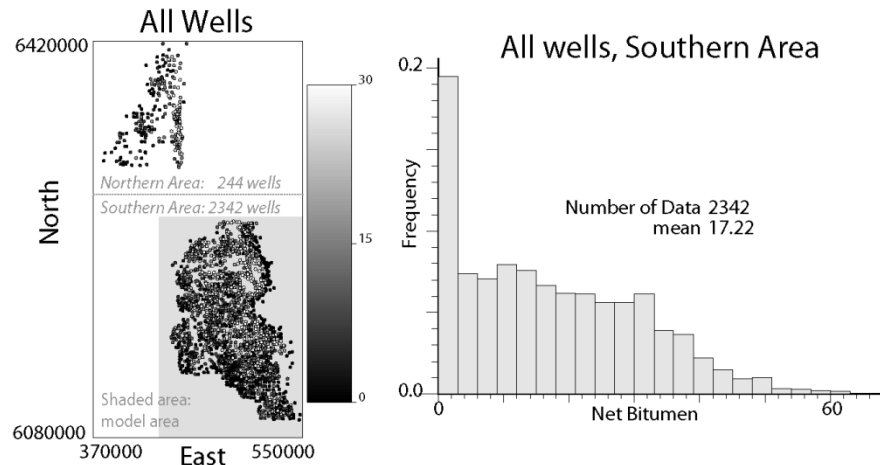 All Wells
6420000
30
15
0
Northern Area: 244 wells
Southern Area: 2342 wells
North
Shaded area:
model area
6080000
370000
550000
East
All wells, Southern Area
0.2
Frequency
Number of Data 2342
mean 17.22
0.0
0
60
Net Bitumen